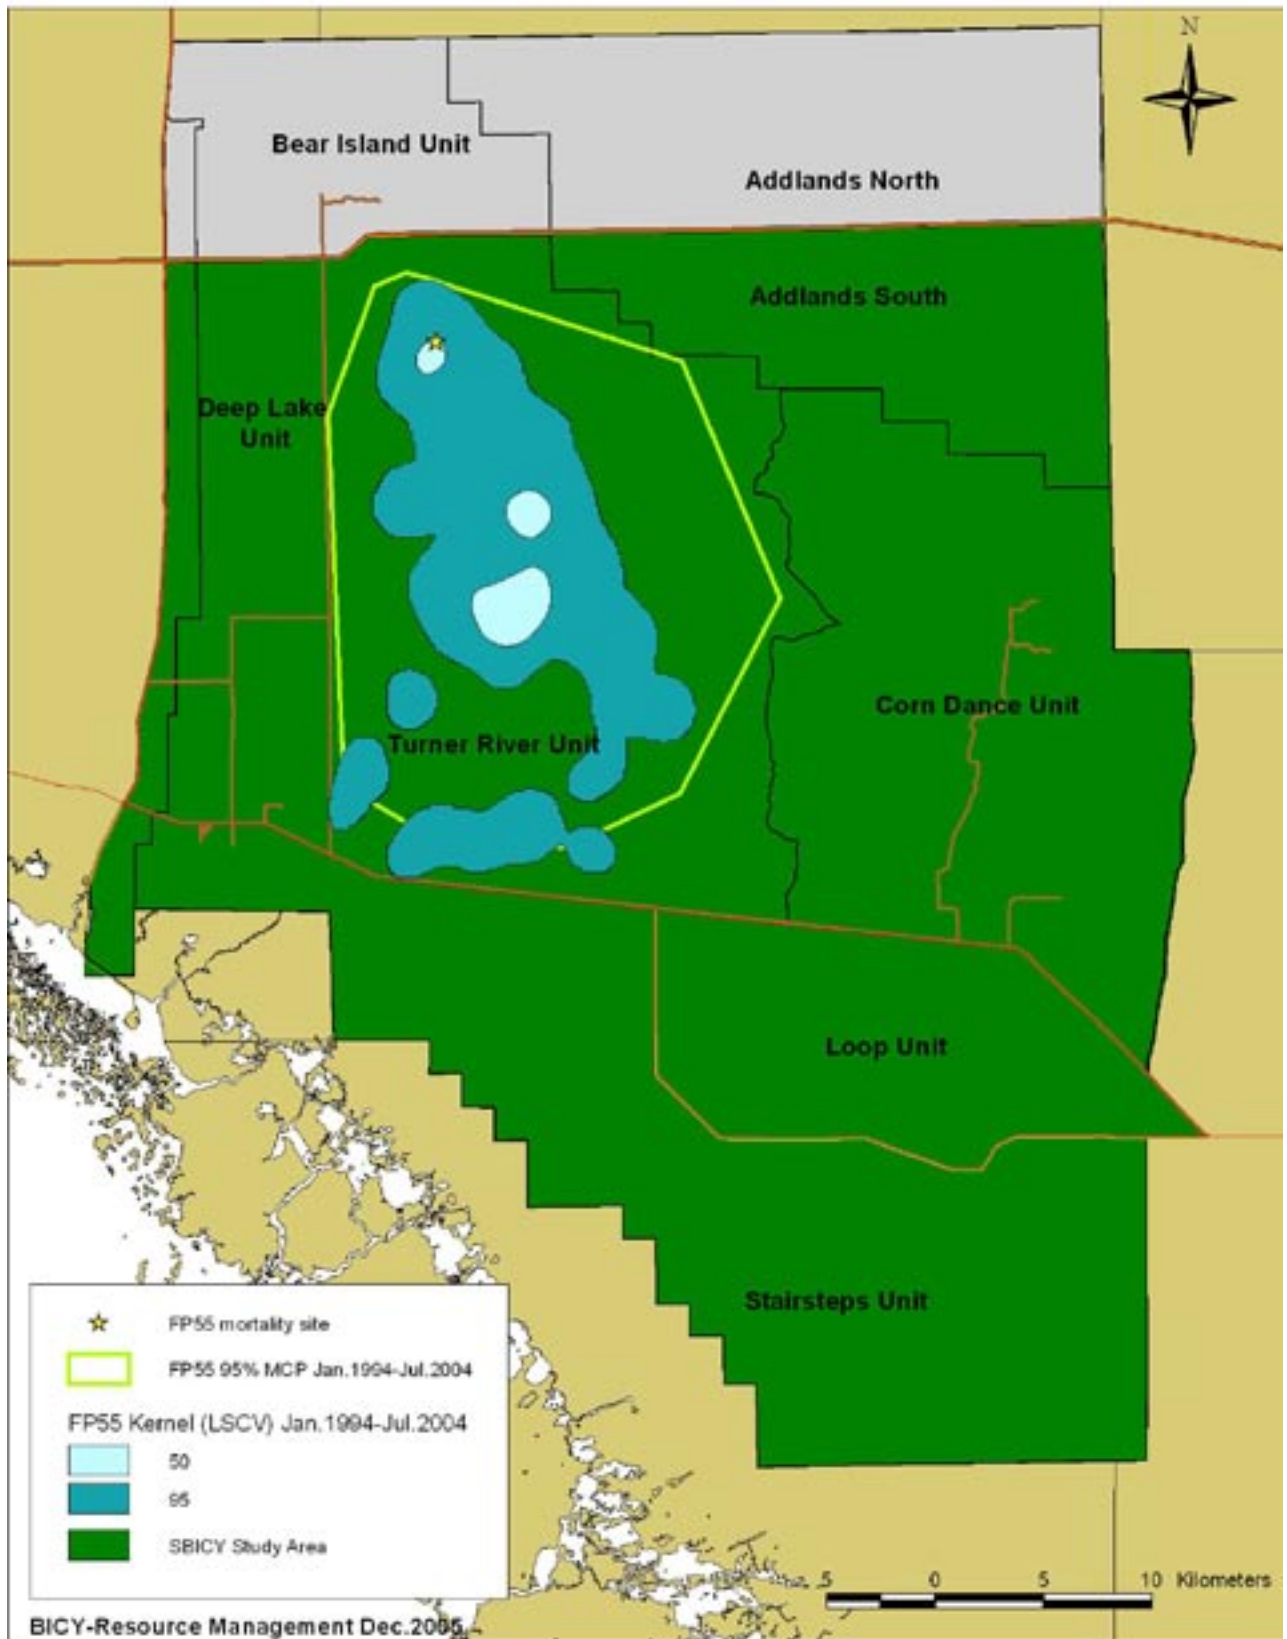 N
Bear Island Unit
Addlands North
Addlands South
Deep Lake
Unit
Corn Dance Unit
Turner River Unit
Loop Unit
Stairsteps Unit
FP55 mortality site
FP55 95% MCP Jan.1994-Jul.2004
FP55 Kernel (LSCV) Jan.1994-Jul.2004
50
95
SBICY Study Area
5 0 5 10 Kilometers
BICY-Resource Management Dec.2005